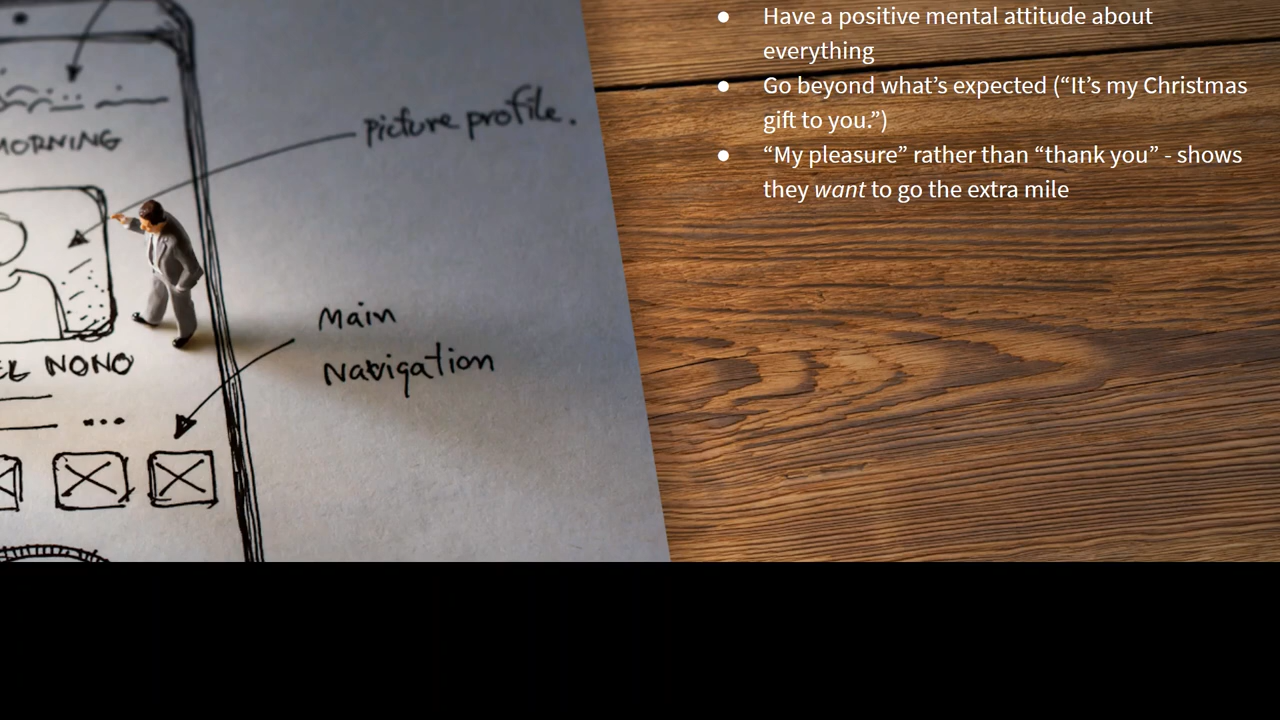 MORNING
picture profile.
Main
Navigation
NONO
● Have a positive mental attitude about
everything
● Go beyond what’s expected (“It’s my Christmas
gift to you.”)
● “My pleasure” rather than “thank you” - shows
they want to go the extra mile